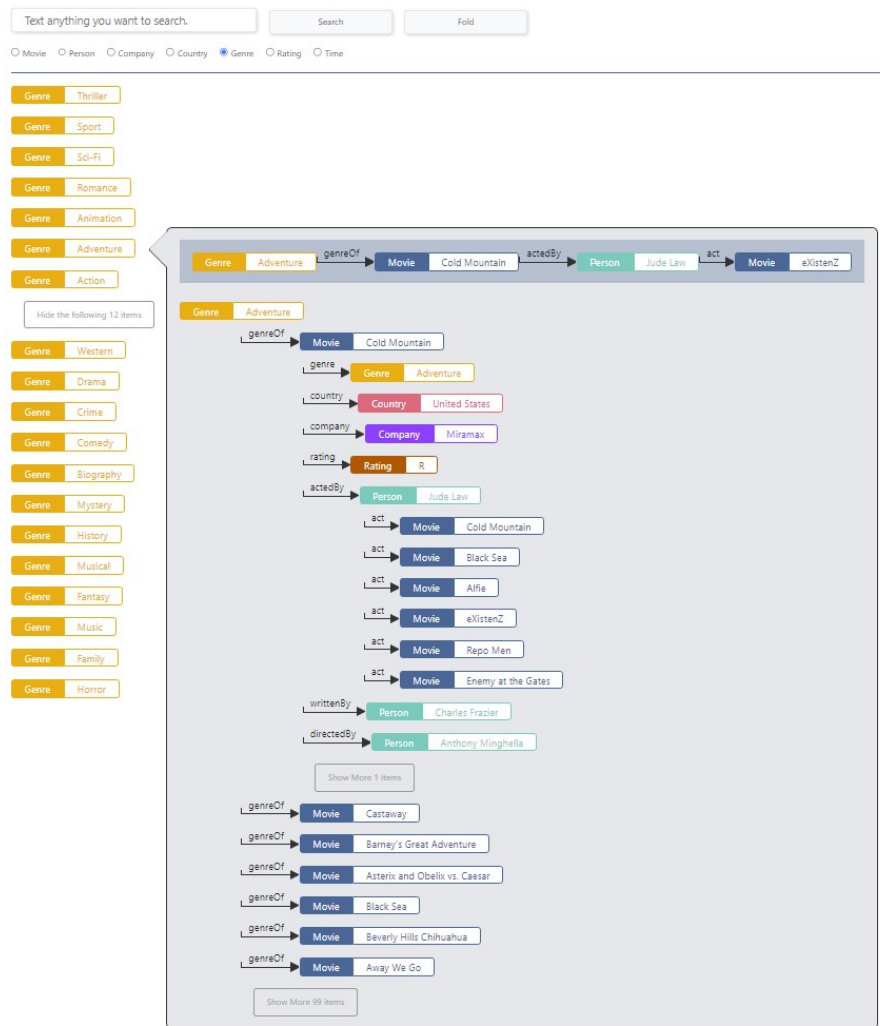 Text anything you want to search. Search Fold
Movie Person Company Country Genre Rating Time
Genre Thriller
Genre Sport
Genre Sci-Fi
Genre Romance
Genre Animation
Genre Adventure
Genre Action
Hide the following 12 items
Genre Western
Genre Drama
Genre Crime
Genre Comedy
Genre Biography
Genre Mystery
Genre History
Genre Musical
Genre Fantasy
Genre Music
Genre Family
Genre Horror
Genre Adventure genreOf Movie Cold Mountain actedBy Person Jude Law act Movie eXistenZ
Genre Adventure
genreOf Movie Cold Mountain
genre Genre Adventure
country Country United States
company Company Miramax
rating Rating R
actedBy Person Jude Law
act Movie Cold Mountain
act Movie Black Sea
act Movie Alfie
act Movie eXistenZ
act Movie Repo Men
act Movie Enemy at the Gates
writtenBy Person Charles Frazier
directedBy Person Anthony Minghella
Show More 1 items
genreOf Movie Castaway
genreOf Movie Barney's Great Adventure
genreOf Movie Asterix and Obelix vs. Caesar
genreOf Movie Black Sea
genreOf Movie Beverly Hills Chihuahua
genreOf Movie Away We Go
Show More 99 items